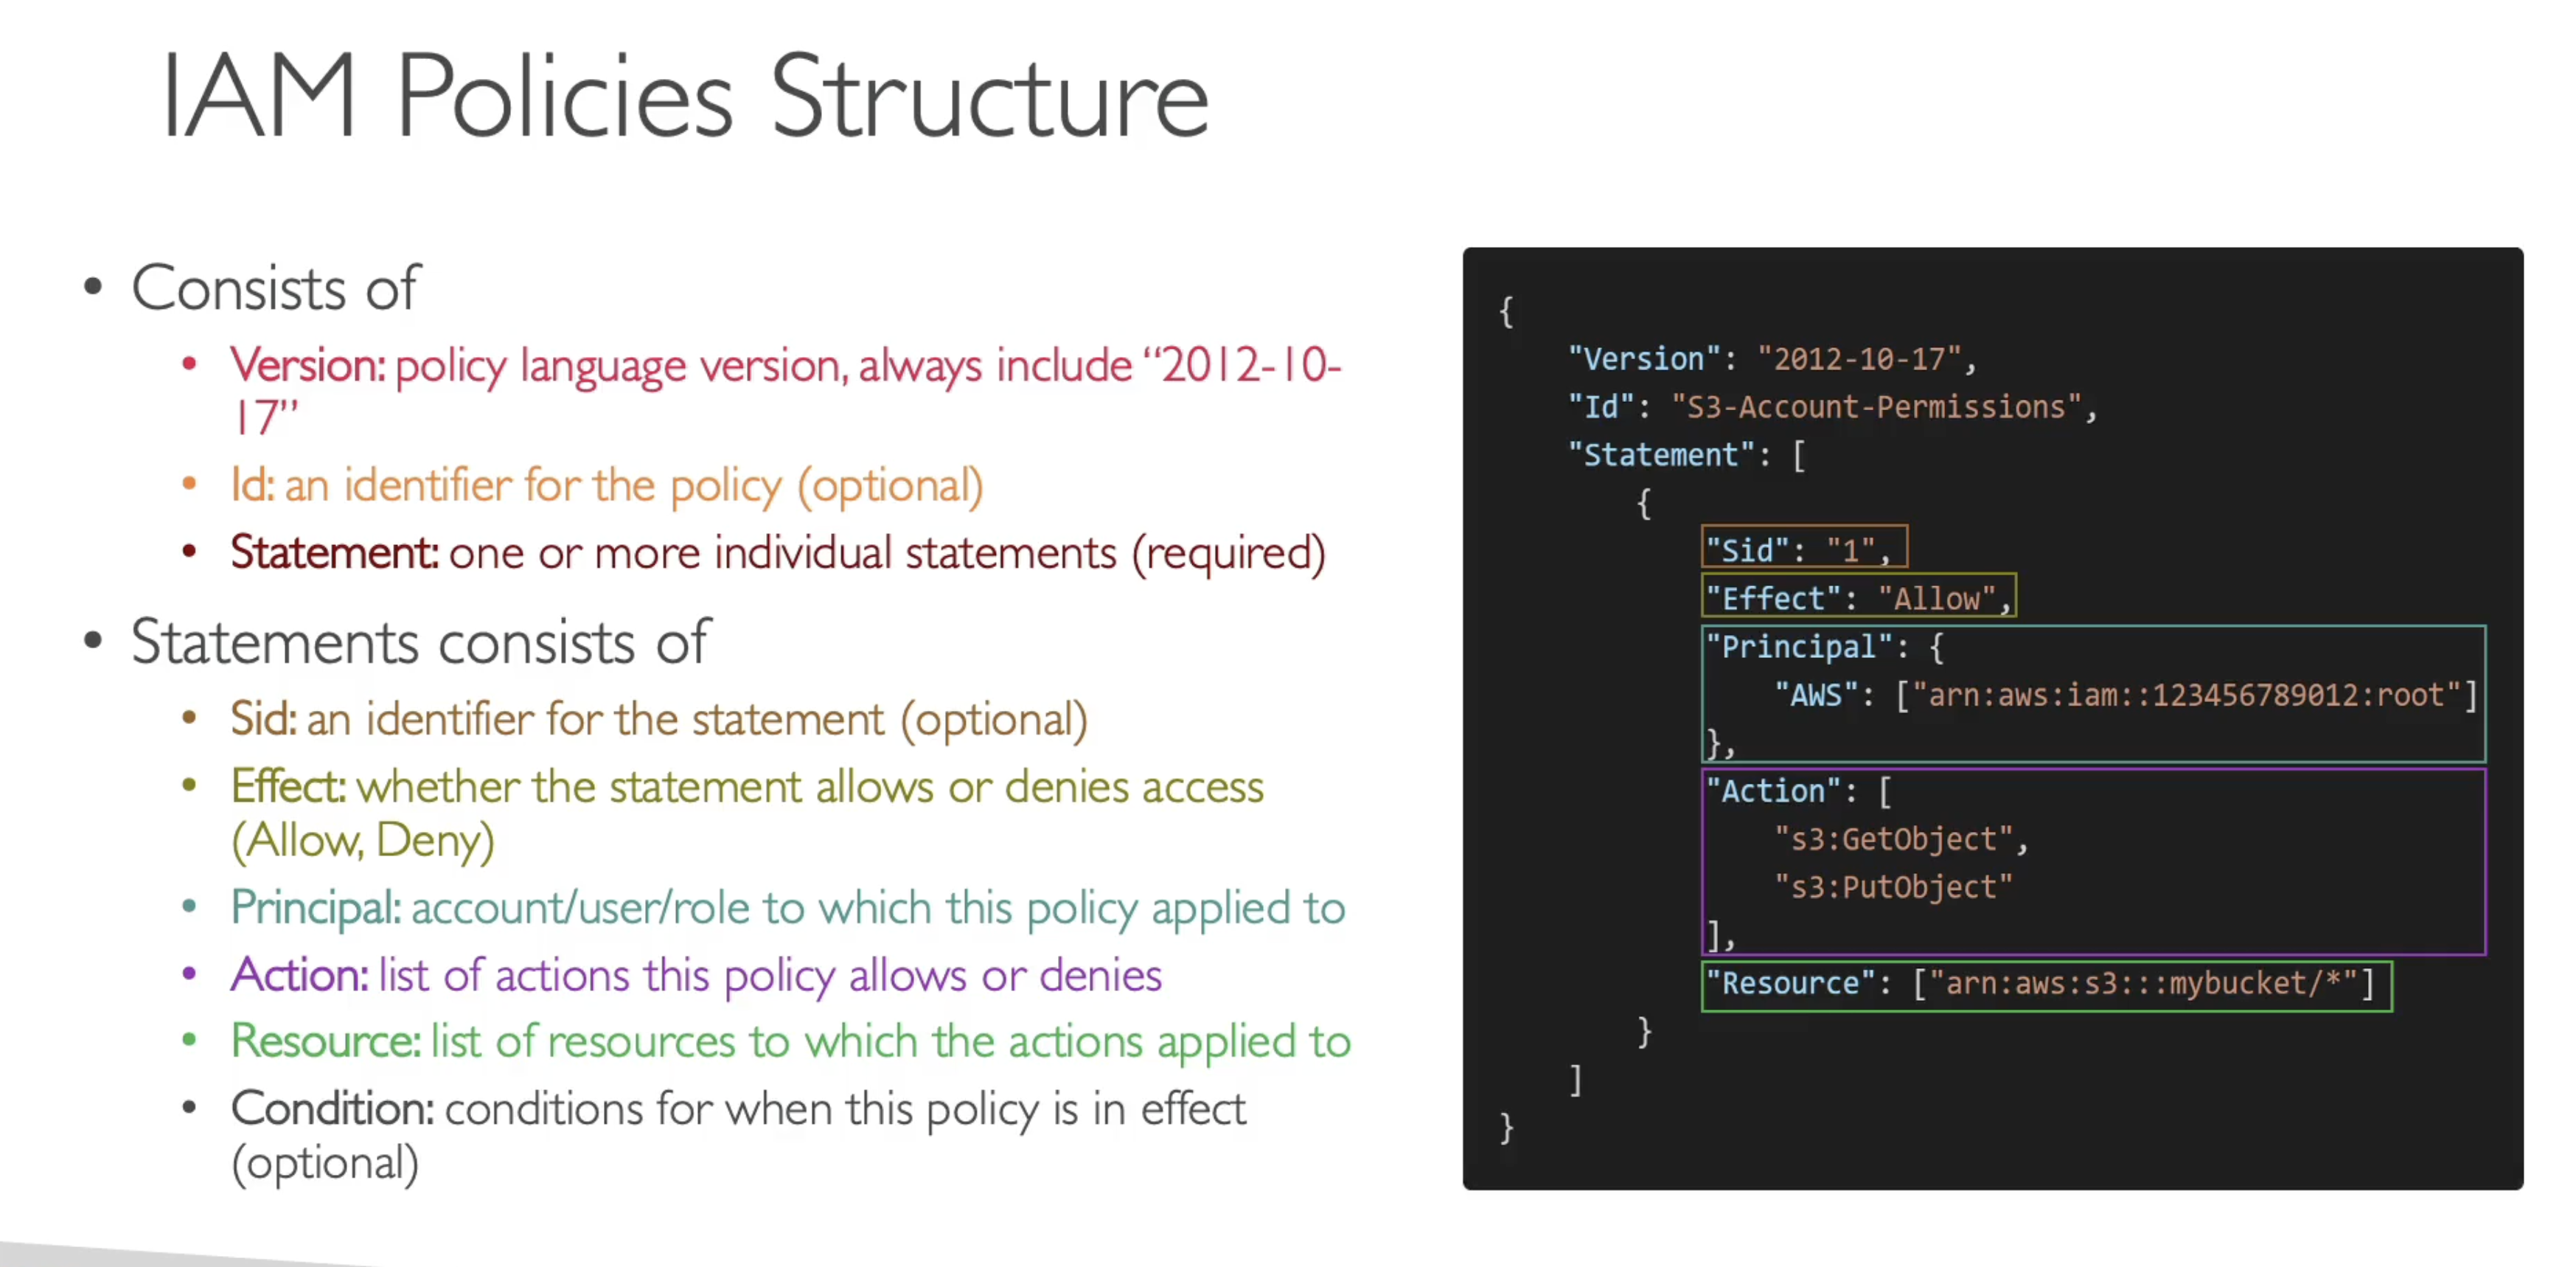 IAM Policies Structure
• Consists of
• Version: policy language version, always include “2012-10-
17”
• Id: an identifier for the policy (optional)
• Statement: one or more individual statements (required)
• Statements consists of
• Sid: an identifier for the statement (optional)
• Effect: whether the statement allows or denies access
(Allow, Deny)
• Principal: account/user/role to which this policy applied to
• Action: list of actions this policy allows or denies
• Resource: list of resources to which the actions applied to
• Condition: conditions for when this policy is in effect
(optional)
{
    "Version": "2012-10-17",
    "Id": "S3-Account-Permissions",
    "Statement": [
        {
            "Sid": "1",
            "Effect": "Allow",
            "Principal": {
                "AWS": ["arn:aws:iam::123456789012:root"]
            },
            "Action": [
                "s3:GetObject",
                "s3:PutObject"
            ],
            "Resource": ["arn:aws:s3:::mybucket/*"]
        }
    ]
}